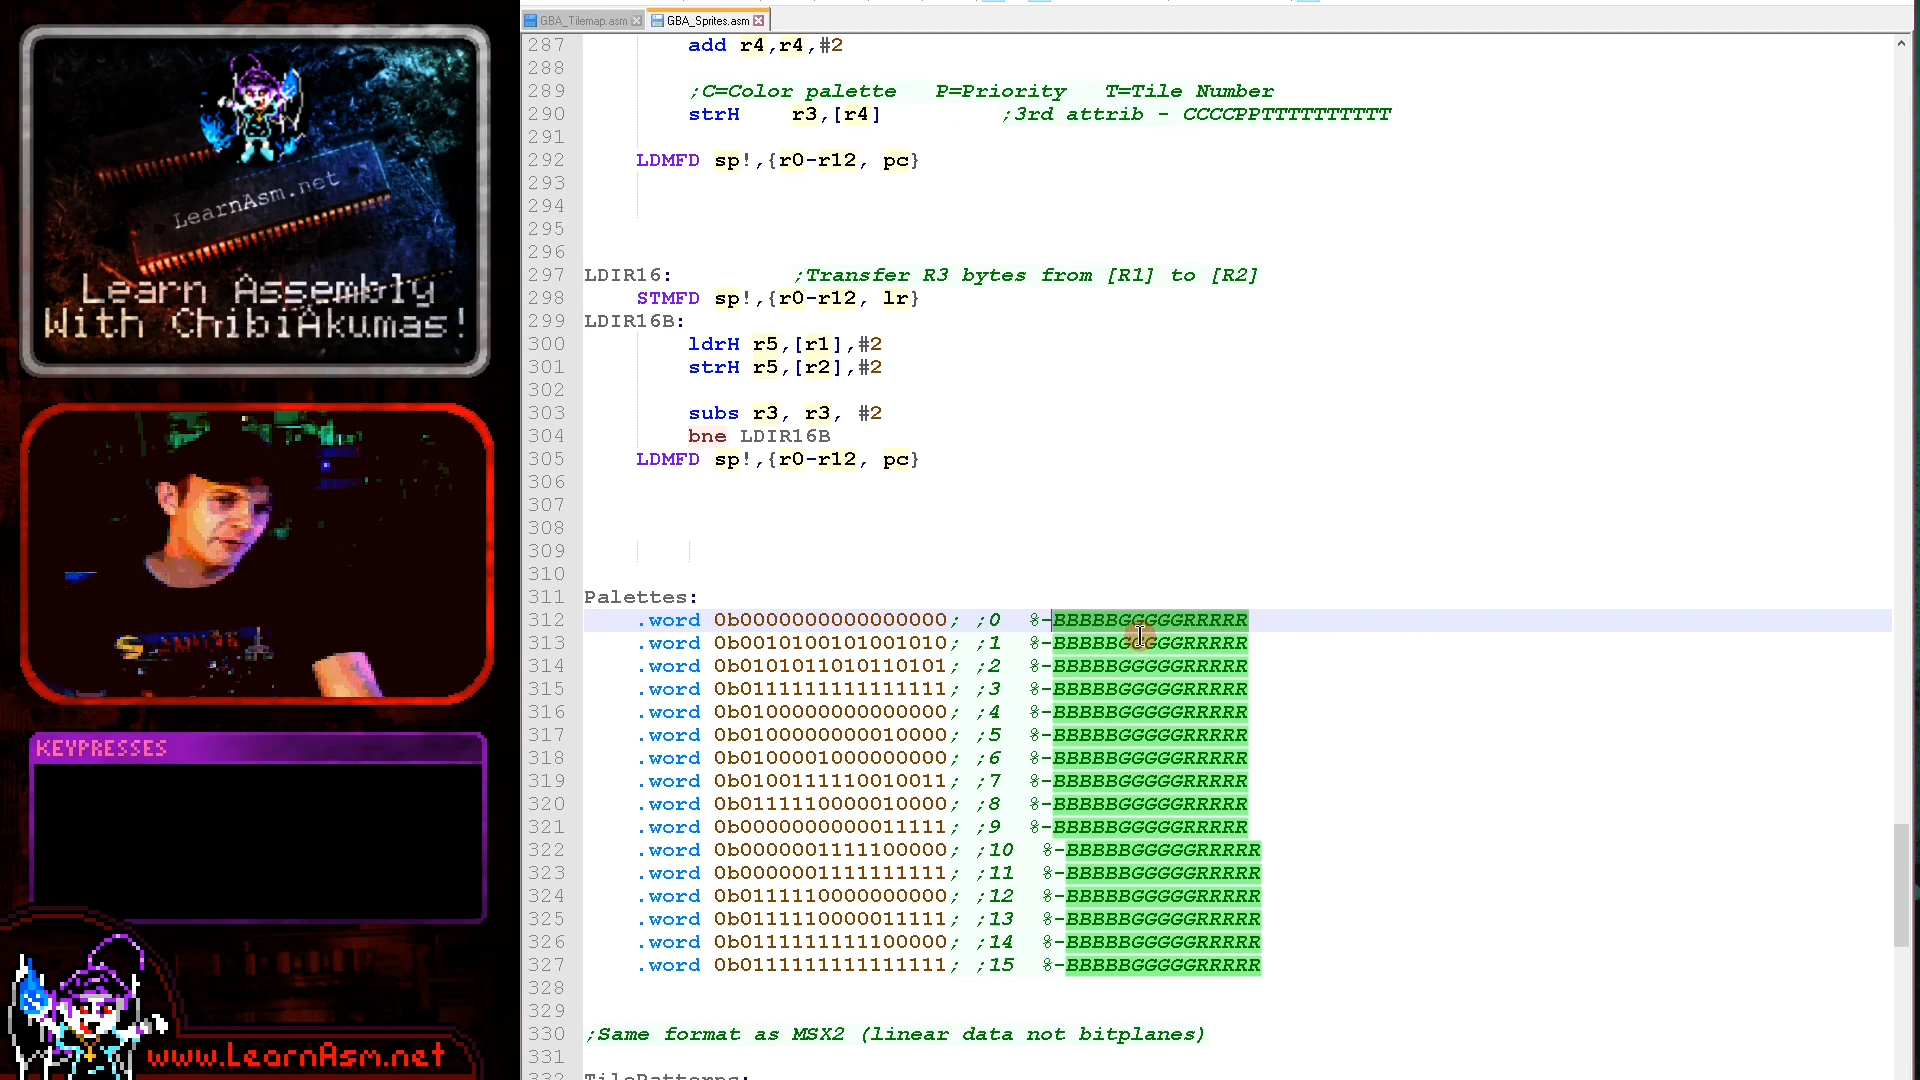 LearnAsm.net
Learn Assembly
With ChibiAkumas!
KEYPRESSES
www.LearnAsm.net
GBA_Tilemap.asm
GBA_Sprites.asm
287 add r4,r4,#2
288
289 ;C=Color palette P=Priority T=Tile Number
290 strH r3,[r4] ;3rd attrib - CCCCPPTTTTTTTTTT
291
292 LDMFD sp!,{r0-r12, pc}
293
294
295
296
297 LDIR16: ;Transfer R3 bytes from [R1] to [R2]
298 STMFD sp!,{r0-r12, lr}
299 LDIR16B:
300 ldrH r5,[r1],#2
301 strH r5,[r2],#2
302
303 subs r3, r3, #2
304 bne LDIR16B
305 LDMFD sp!,{r0-r12, pc}
306
307
308
309
310
311 Palettes:
312 .word 0b0000000000000000; ;0 %-BBBBBGGGGGRRRRR
313 .word 0b0010100101001010; ;1 %-BBBBBGGGGGRRRRR
314 .word 0b0101011010110101; ;2 %-BBBBBGGGGGRRRRR
315 .word 0b0111111111111111; ;3 %-BBBBBGGGGGRRRRR
316 .word 0b0100000000000000; ;4 %-BBBBBGGGGGRRRRR
317 .word 0b0100000000010000; ;5 %-BBBBBGGGGGRRRRR
318 .word 0b0100001000000000; ;6 %-BBBBBGGGGGRRRRR
319 .word 0b0100111110010011; ;7 %-BBBBBGGGGGRRRRR
320 .word 0b0111110000010000; ;8 %-BBBBBGGGGGRRRRR
321 .word 0b0000000000011111; ;9 %-BBBBBGGGGGRRRRR
322 .word 0b0000001111100000; ;10 %-BBBBBGGGGGRRRRR
323 .word 0b0000001111111111; ;11 %-BBBBBGGGGGRRRRR
324 .word 0b0111110000000000; ;12 %-BBBBBGGGGGRRRRR
325 .word 0b0111110000011111; ;13 %-BBBBBGGGGGRRRRR
326 .word 0b0111111111100000; ;14 %-BBBBBGGGGGRRRRR
327 .word 0b0111111111111111; ;15 %-BBBBBGGGGGRRRRR
328
329
330 ;Same format as MSX2 (linear data not bitplanes)
331
332 TilePatterns: